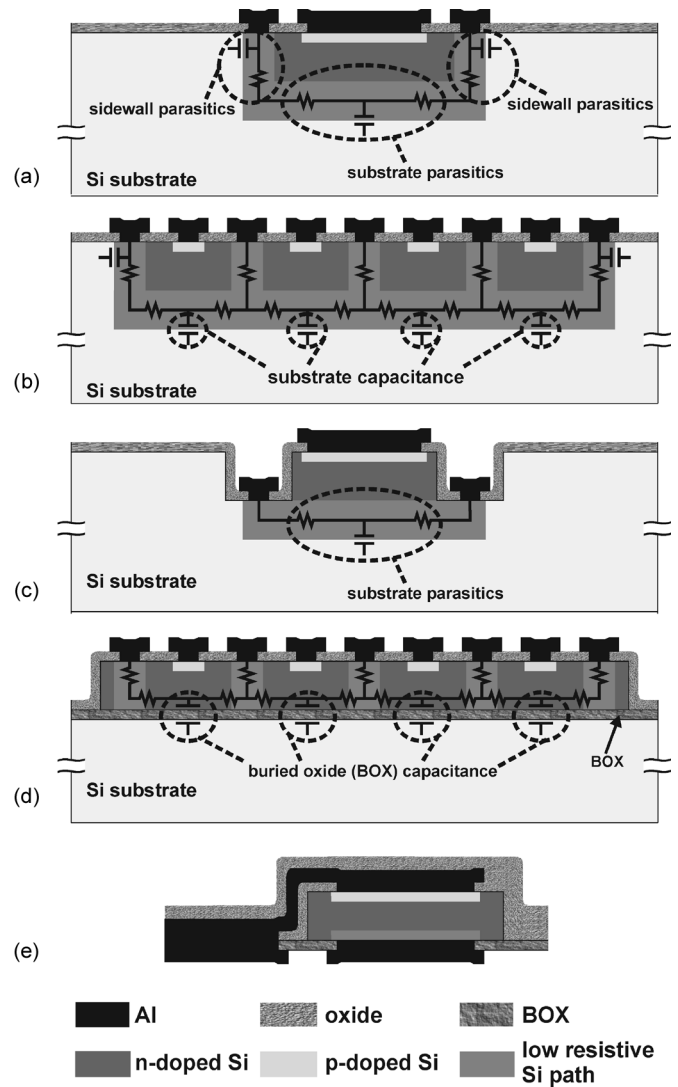 sidewall parasitics
sidewall parasitics
substrate parasitics
(a)
Si substrate
substrate capacitance
(b)
Si substrate
substrate parasitics
(c)
Si substrate
buried oxide (BOX) capacitance
BOX
(d)
Si substrate
(e)
Al
oxide
BOX
n-doped Si
p-doped Si
low resistive
Si path